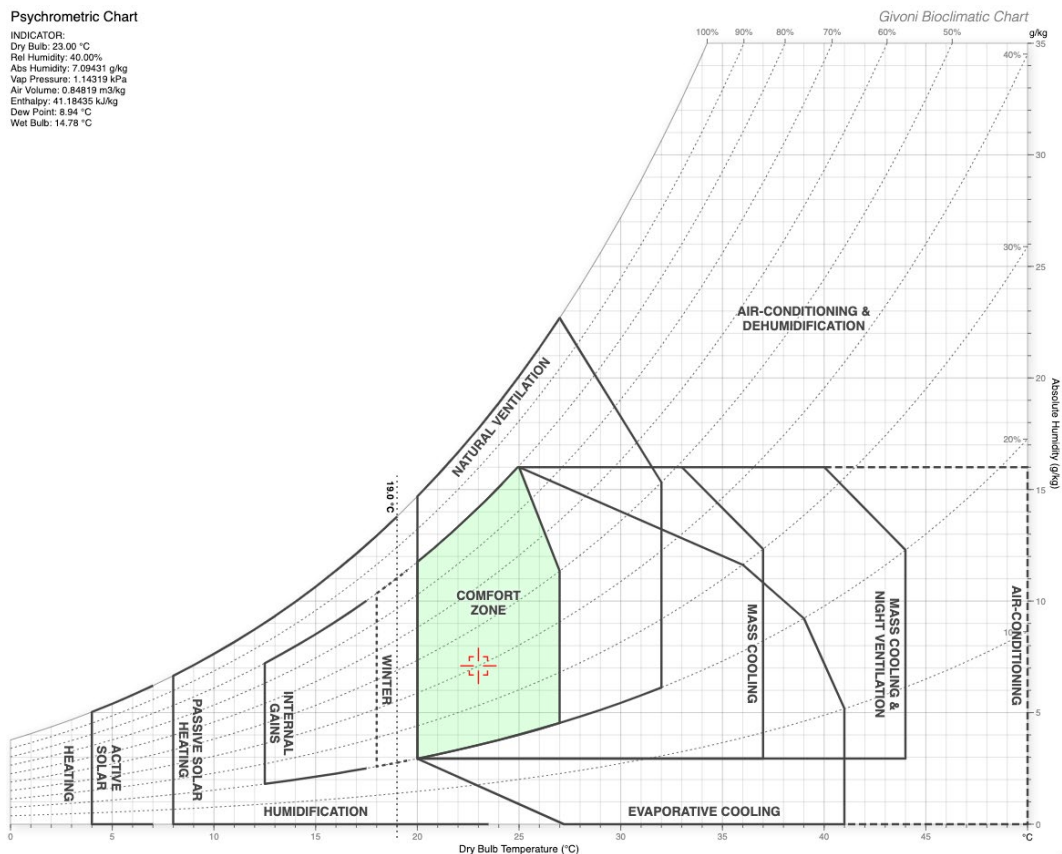 Psychrometric Chart
Givoni Bioclimatic Chart
INDICATOR:
Dry Bulb: 23.00 °C
Rel Humidity: 40.00%
Abs Humidity: 7.09431 g/kg
Vap Pressure: 1.14319 kPa
Air Volume: 0.84819 m3/kg
Enthalpy: 41.18435 kJ/kg
Dew Point: 8.94 °C
Wet Bulb: 14.78 °C
100%
90%
80%
70%
60%
50%
g/kg
35
40%
30
30%
25
AIR-CONDITIONING &
DEHUMIDIFICATION
20
Absolute Humidity (g/kg)
NATURAL VENTILATION
20%
15
19.0 °C
COMFORT
ZONE
10
10%
MASS COOLING
MASS COOLING &
NIGHT VENTILATION
AIR-CONDITIONING
WINTER
INTERNAL
GAINS
PASSIVE SOLAR
HEATING
ACTIVE
SOLAR
HEATING
5
HUMIDIFICATION
EVAPORATIVE COOLING
0
0
5
10
15
20
25
30
35
40
45
°C
Dry Bulb Temperature (°C)